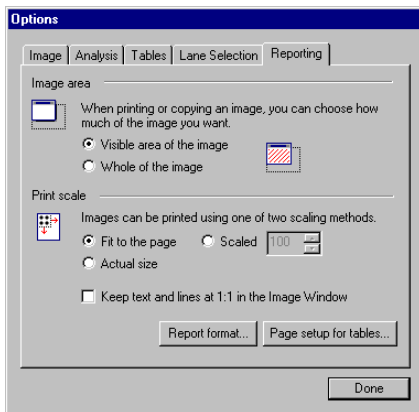 Options
Image Analysis Tables Lane Selection Reporting
Image area
When printing or copying an image, you can choose how
much of the image you want.
Visible area of the image
Whole of the image
Print scale
Images can be printed using one of two scaling methods.
Fit to the page Scaled 100
Actual size
Keep text and lines at 1:1 in the Image Window
Report format... Page setup for tables...
Done